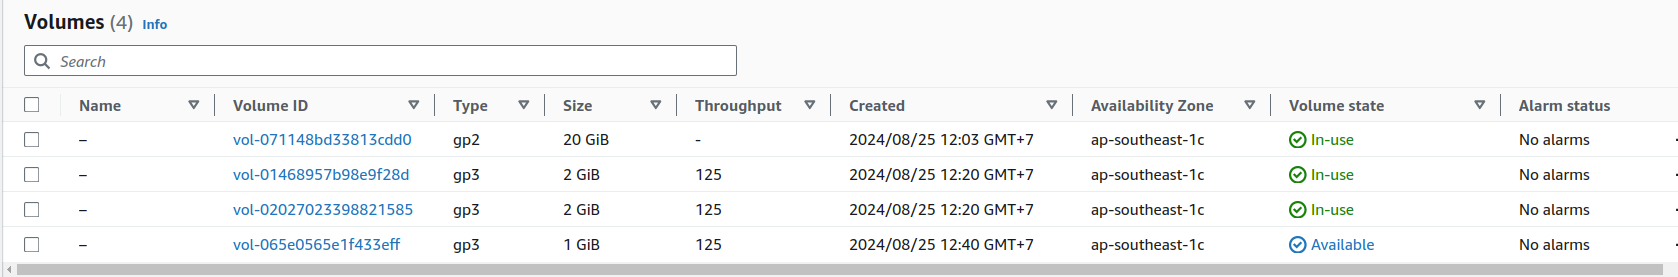 Volumes (4) Info
Search
Name Volume ID Type Size Throughput Created Availability Zone Volume state Alarm status
– vol-071148bd33813cdd0 gp2 20 GiB - 2024/08/25 12:03 GMT+7 ap-southeast-1c In-use No alarms
– vol-01468957b98e9f28d gp3 2 GiB 125 2024/08/25 12:20 GMT+7 ap-southeast-1c In-use No alarms
– vol-02027023398821585 gp3 2 GiB 125 2024/08/25 12:20 GMT+7 ap-southeast-1c In-use No alarms
– vol-065e0565e1f433eff gp3 1 GiB 125 2024/08/25 12:40 GMT+7 ap-southeast-1c Available No alarms